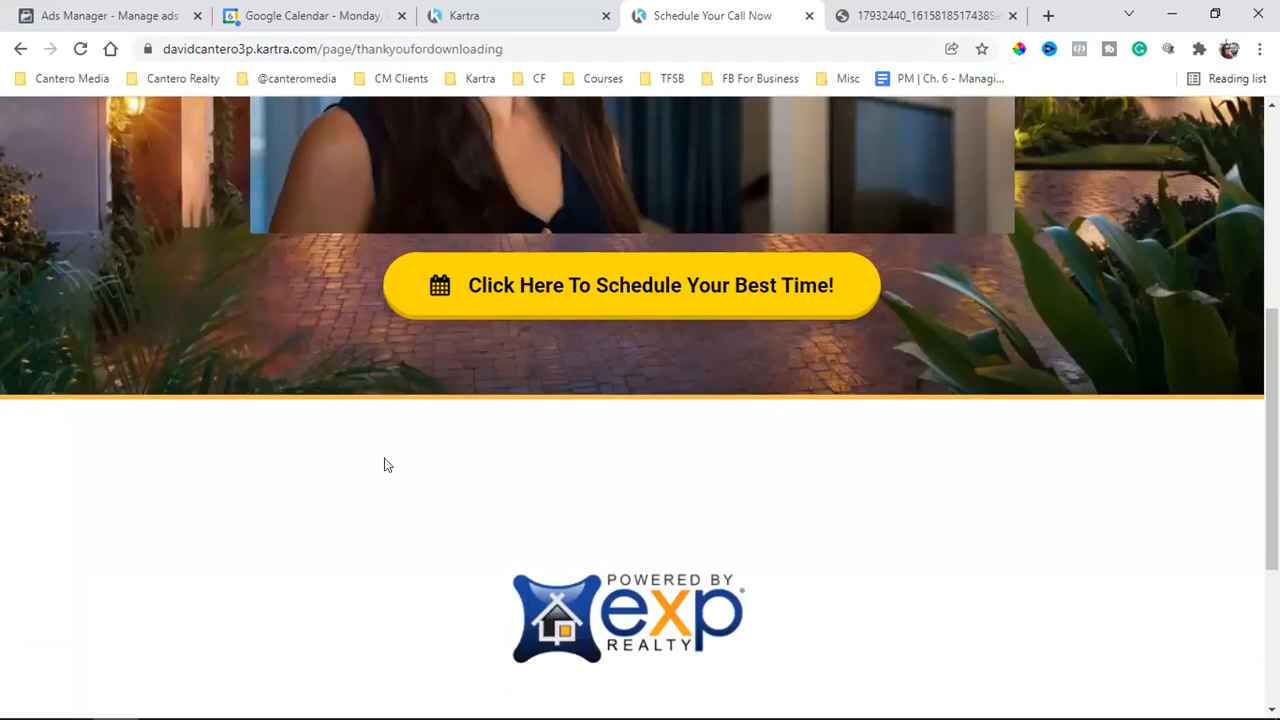 Ads Manager - Manage ads
Google Calendar - Monday,
Kartra
Schedule Your Call Now
davidcantero3p.kartra.com/page/thankyoufordownloading
Cantero Media
Cantero Realty
@canteromedia
CM Clients
Kartra
CF
Courses
TFSB
FB For Business
Misc
PM | Ch. 6 - Managi...
Reading list
Click Here To Schedule Your Best Time!
POWERED BY
exp
REALTY